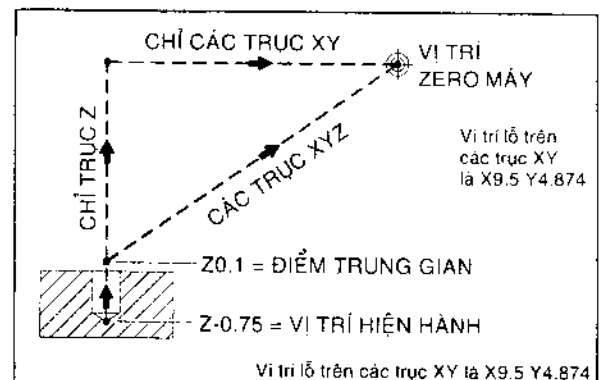 CHỈ CÁC TRỤC XY
VỊ TRÍ
ZERO MÁY
CHỈ TRỤC Z
CÁC TRỤC XYZ
Vị trí lỗ trên
các trục XY
là X9.5 Y4.874
Z0.1 = ĐIỂM TRUNG GIAN
Z-0.75 = VỊ TRÍ HIỆN HÀNH
Vị trí lỗ trên các trục XY là X9.5 Y4.874